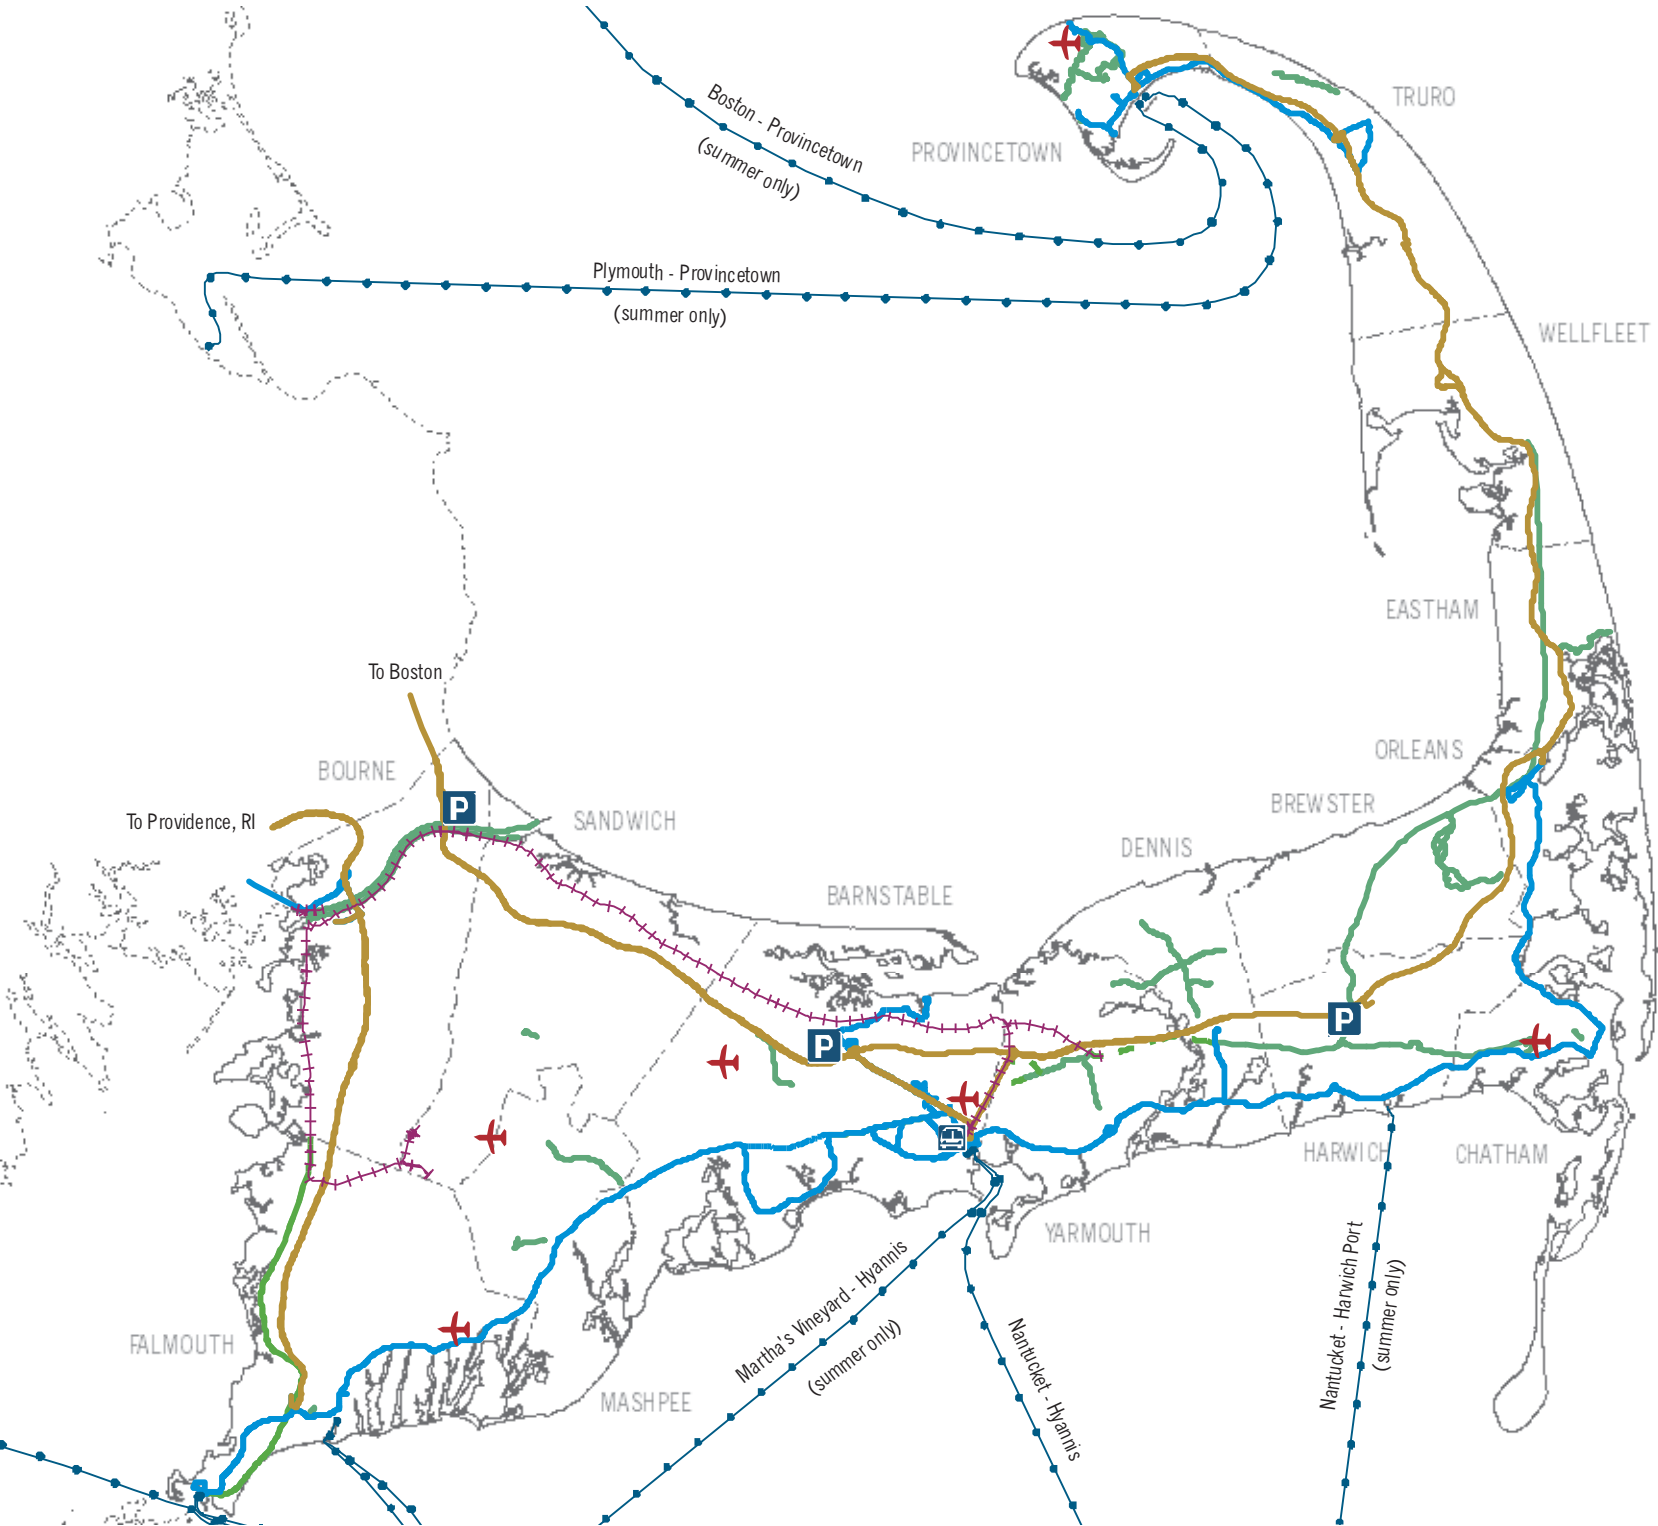 TRURO
Boston - Provincetown
(summer only)
PROVINCETOWN
Plymouth - Provincetown
(summer only)
WELLFLEET
EASTHAM
To Boston
ORLEANS
BOURNE
P
BREWSTER
To Providence, RI
SANDWICH
DENNIS
BARNSTABLE
P
P
HARWICH
CHATHAM
YARMOUTH
Martha's Vineyard - Hyannis
(summer only)
Nantucket - Harwich Port
(summer only)
FALMOUTH
Nantucket - Hyannis
MASHPEE